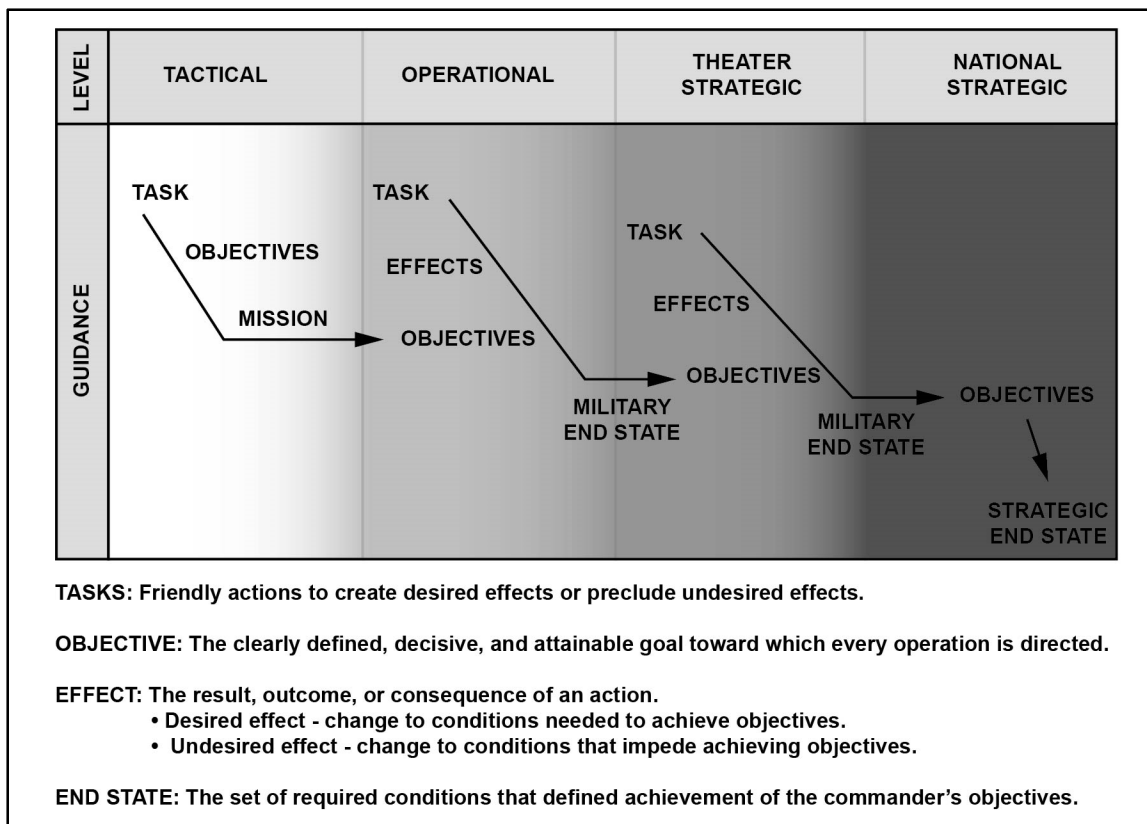 LEVEL
TACTICAL
OPERATIONAL
THEATER
STRATEGIC
NATIONAL
STRATEGIC
GUIDANCE
TASK
OBJECTIVES
MISSION
TASK
EFFECTS
OBJECTIVES
MILITARY
END STATE
TASK
EFFECTS
OBJECTIVES
MILITARY
END STATE
OBJECTIVES
STRATEGIC
END STATE
TASKS: Friendly actions to create desired effects or preclude undesired effects.
OBJECTIVE: The clearly defined, decisive, and attainable goal toward which every operation is directed.
EFFECT: The result, outcome, or consequence of an action.
• Desired effect - change to conditions needed to achieve objectives.
• Undesired effect - change to conditions that impede achieving objectives.
END STATE: The set of required conditions that defined achievement of the commander's objectives.